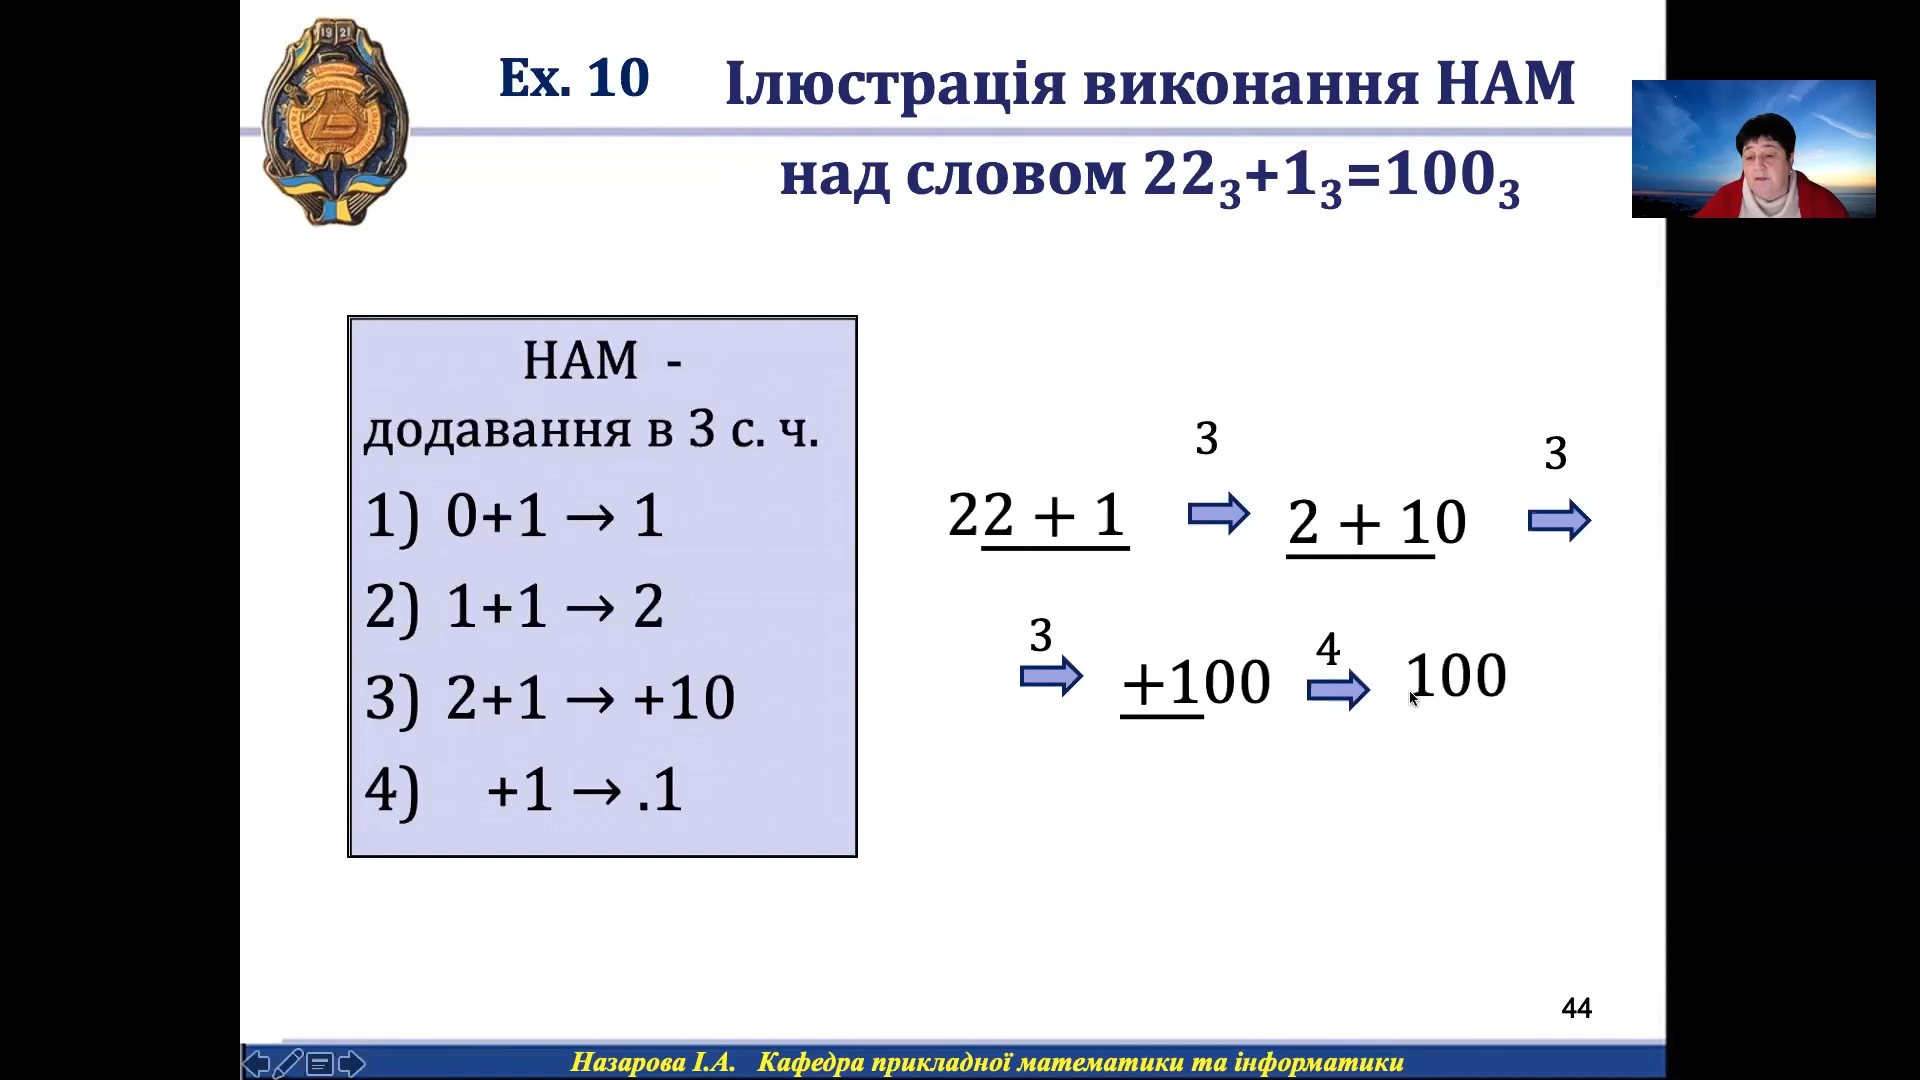 1921
Ex. 10
Ілюстрація виконання НАМ
над словом 22₃+1₃=100₃
НАМ -
додавання в 3 с. ч.
1) 0+1 → 1
2) 1+1 → 2
3) 2+1 → +10
4) +1 → .1
3
3
22 + 1
2 + 10
3
4
+100
100
44
Назарова І.А. Кафедра прикладної математики та інформатики